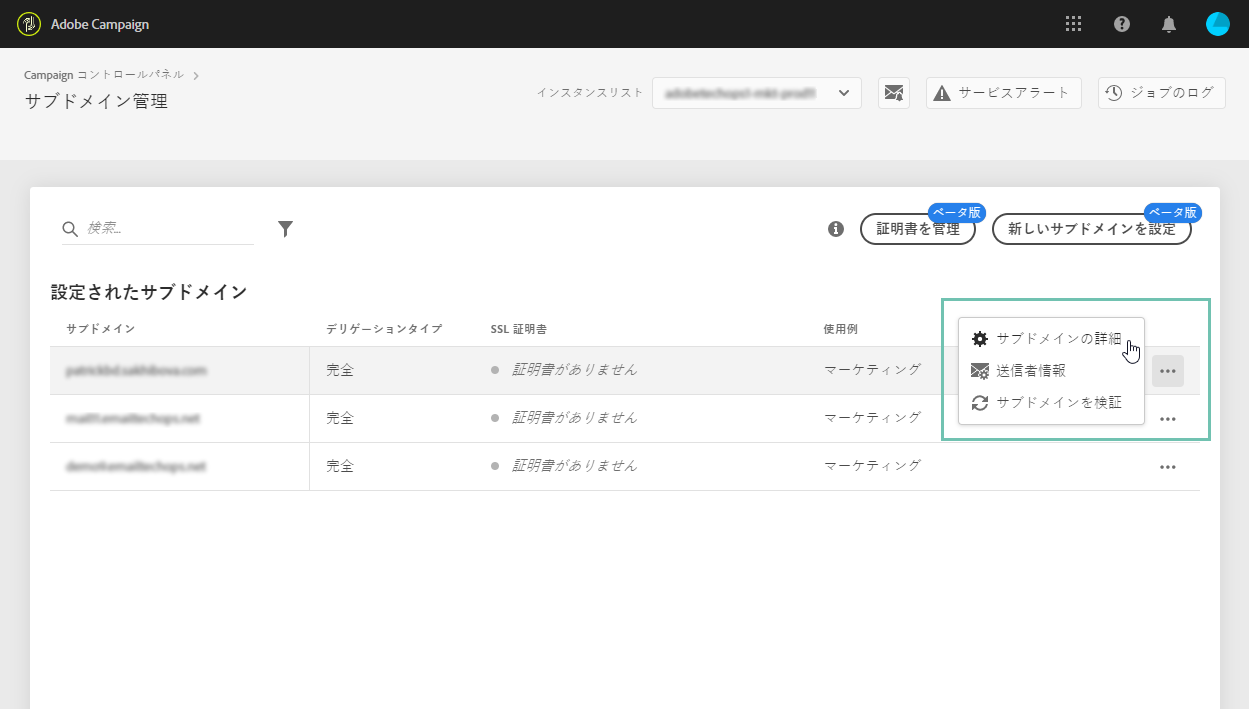 Adobe Campaign
Campaign コントロールパネル
サブドメイン管理
インスタンスリスト
サービスアラート
ジョブのログ
検索...
ベータ版
証明書を管理
ベータ版
新しいサブドメインを設定
設定されたサブドメイン
サブドメイン デリゲーションタイプ SSL 証明書 使用例
サブドメインの詳細
送信者情報
サブドメインを検証
完全 証明書がありません マーケティング
完全 証明書がありません マーケティング
完全 証明書がありません マーケティング